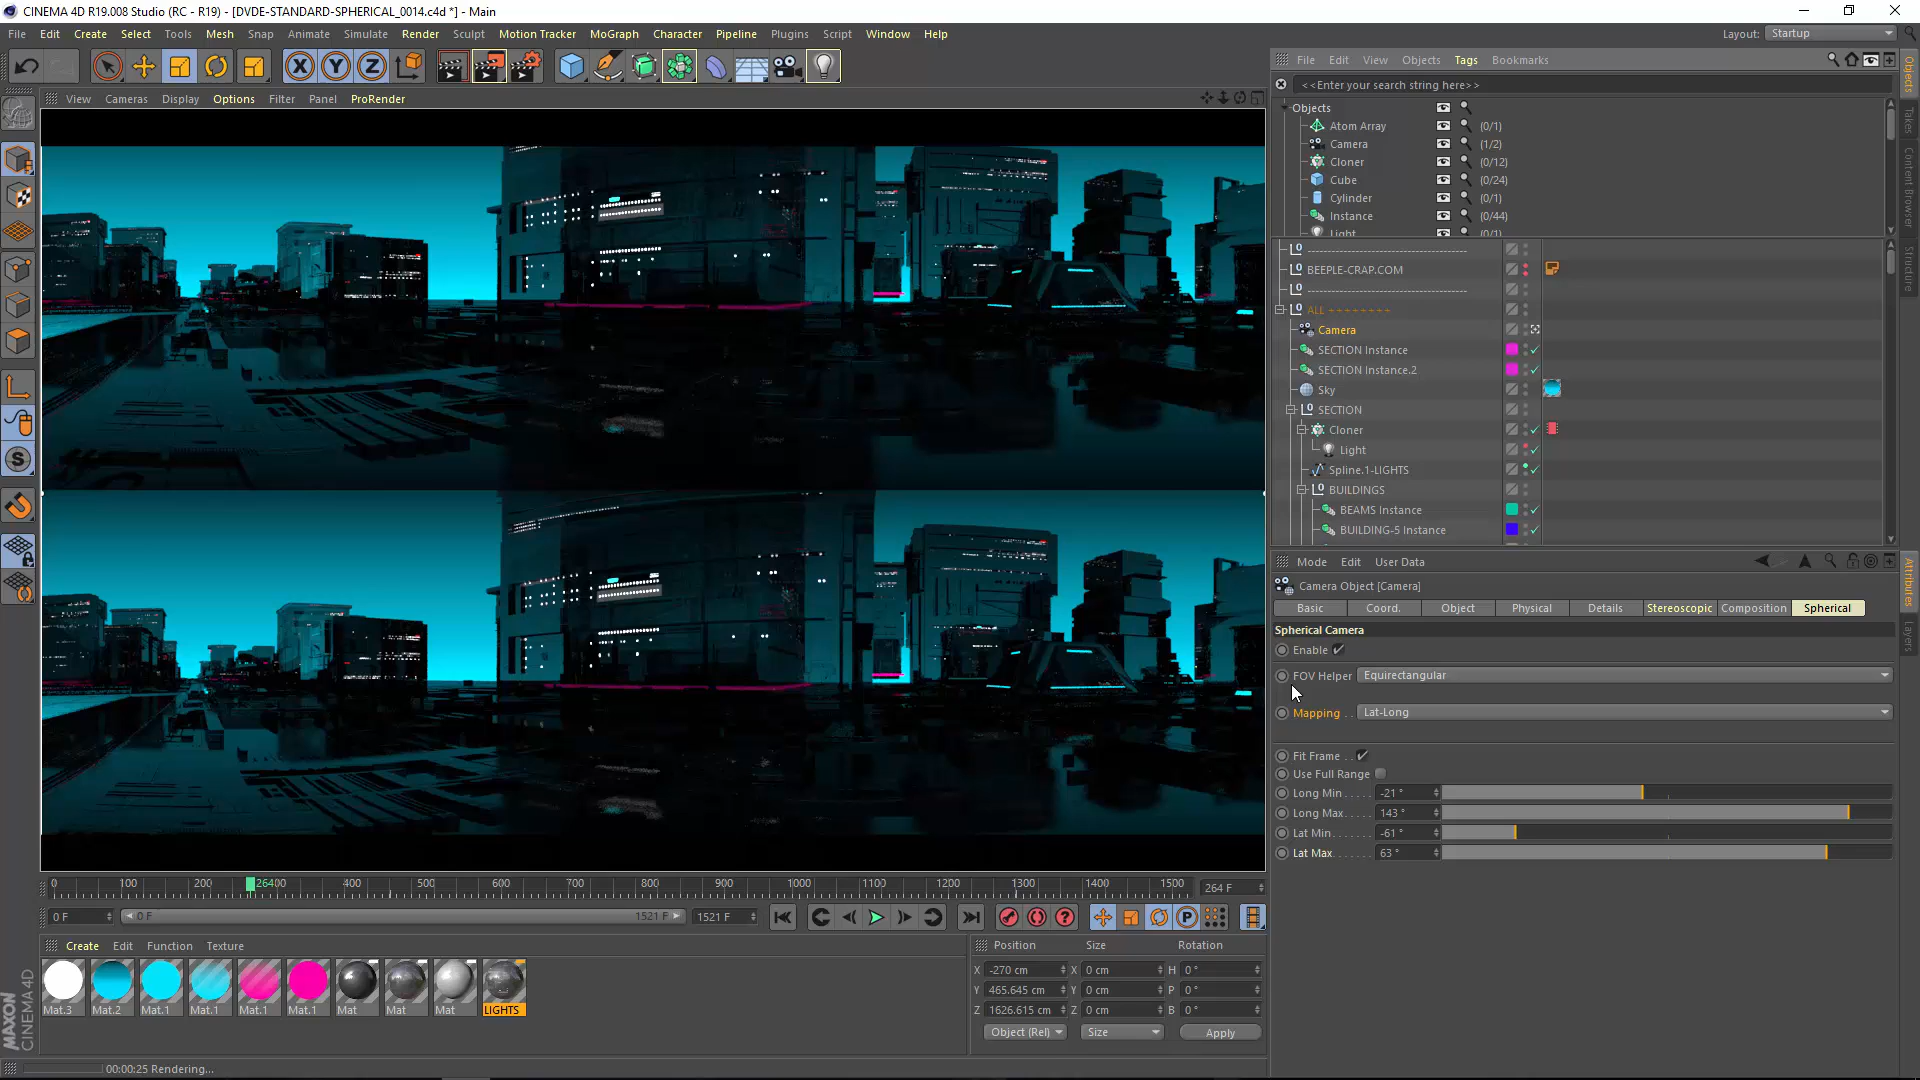 CINEMA 4D R19.008 Studio (RC - R19) - [DVDE-STANDARD-SPHERICAL_0014.c4d *] - Main
File Edit Create Select Tools Mesh Snap Animate Simulate Render Sculpt Motion Tracker MoGraph Character Pipeline Plugins Script Window Help
Layout: Startup
X Y Z
View Cameras Display Options Filter Panel ProRender
File Edit View Objects Tags Bookmarks
<<Enter your search string here>>
Objects
Atom Array (0/1)
Camera (1/2)
Cloner (0/12)
Cube (0/24)
Cylinder (0/1)
Instance (0/44)
Light (0/1)
BEEPLE-CRAP.COM
ALL ~~~~~~~~
Camera
SECTION Instance
SECTION Instance.2
Sky
SECTION
Cloner
Light
Spline.1-LIGHTS
BUILDINGS
BEAMS Instance
BUILDING-5 Instance
Objects
Takes
Content Browser
Structure
Mode Edit User Data
Camera Object [Camera]
Basic Coord. Object Physical Details Stereoscopic Composition Spherical
Spherical Camera
Enable
FOV Helper Equirectangular
Mapping . . Lat-Long
Fit Frame . .
Use Full Range
Long Min . . . . . -21 °
Long Max . . . . . 143 °
Lat Min . . . . . . -61 °
Lat Max . . . . . . 63 °
Attributes
Layers
0 100 200 26400 400 500 600 700 800 900 1000 1100 1200 1300 1400 1500 264 F
0 F 0 F 1521 F 1521 F
Create Edit Function Texture
Mat.3 Mat.2 Mat.1 Mat.1 Mat.1 Mat.1 Mat Mat Mat LIGHTS
Position Size Rotation
X -270 cm X 0 cm H 0 °
Y 465.645 cm Y 0 cm P 0 °
Z 1626.615 cm Z 0 cm B 0 °
Object (Rel) Size Apply
MAXON
CINEMA 4D
00:00:25 Rendering...